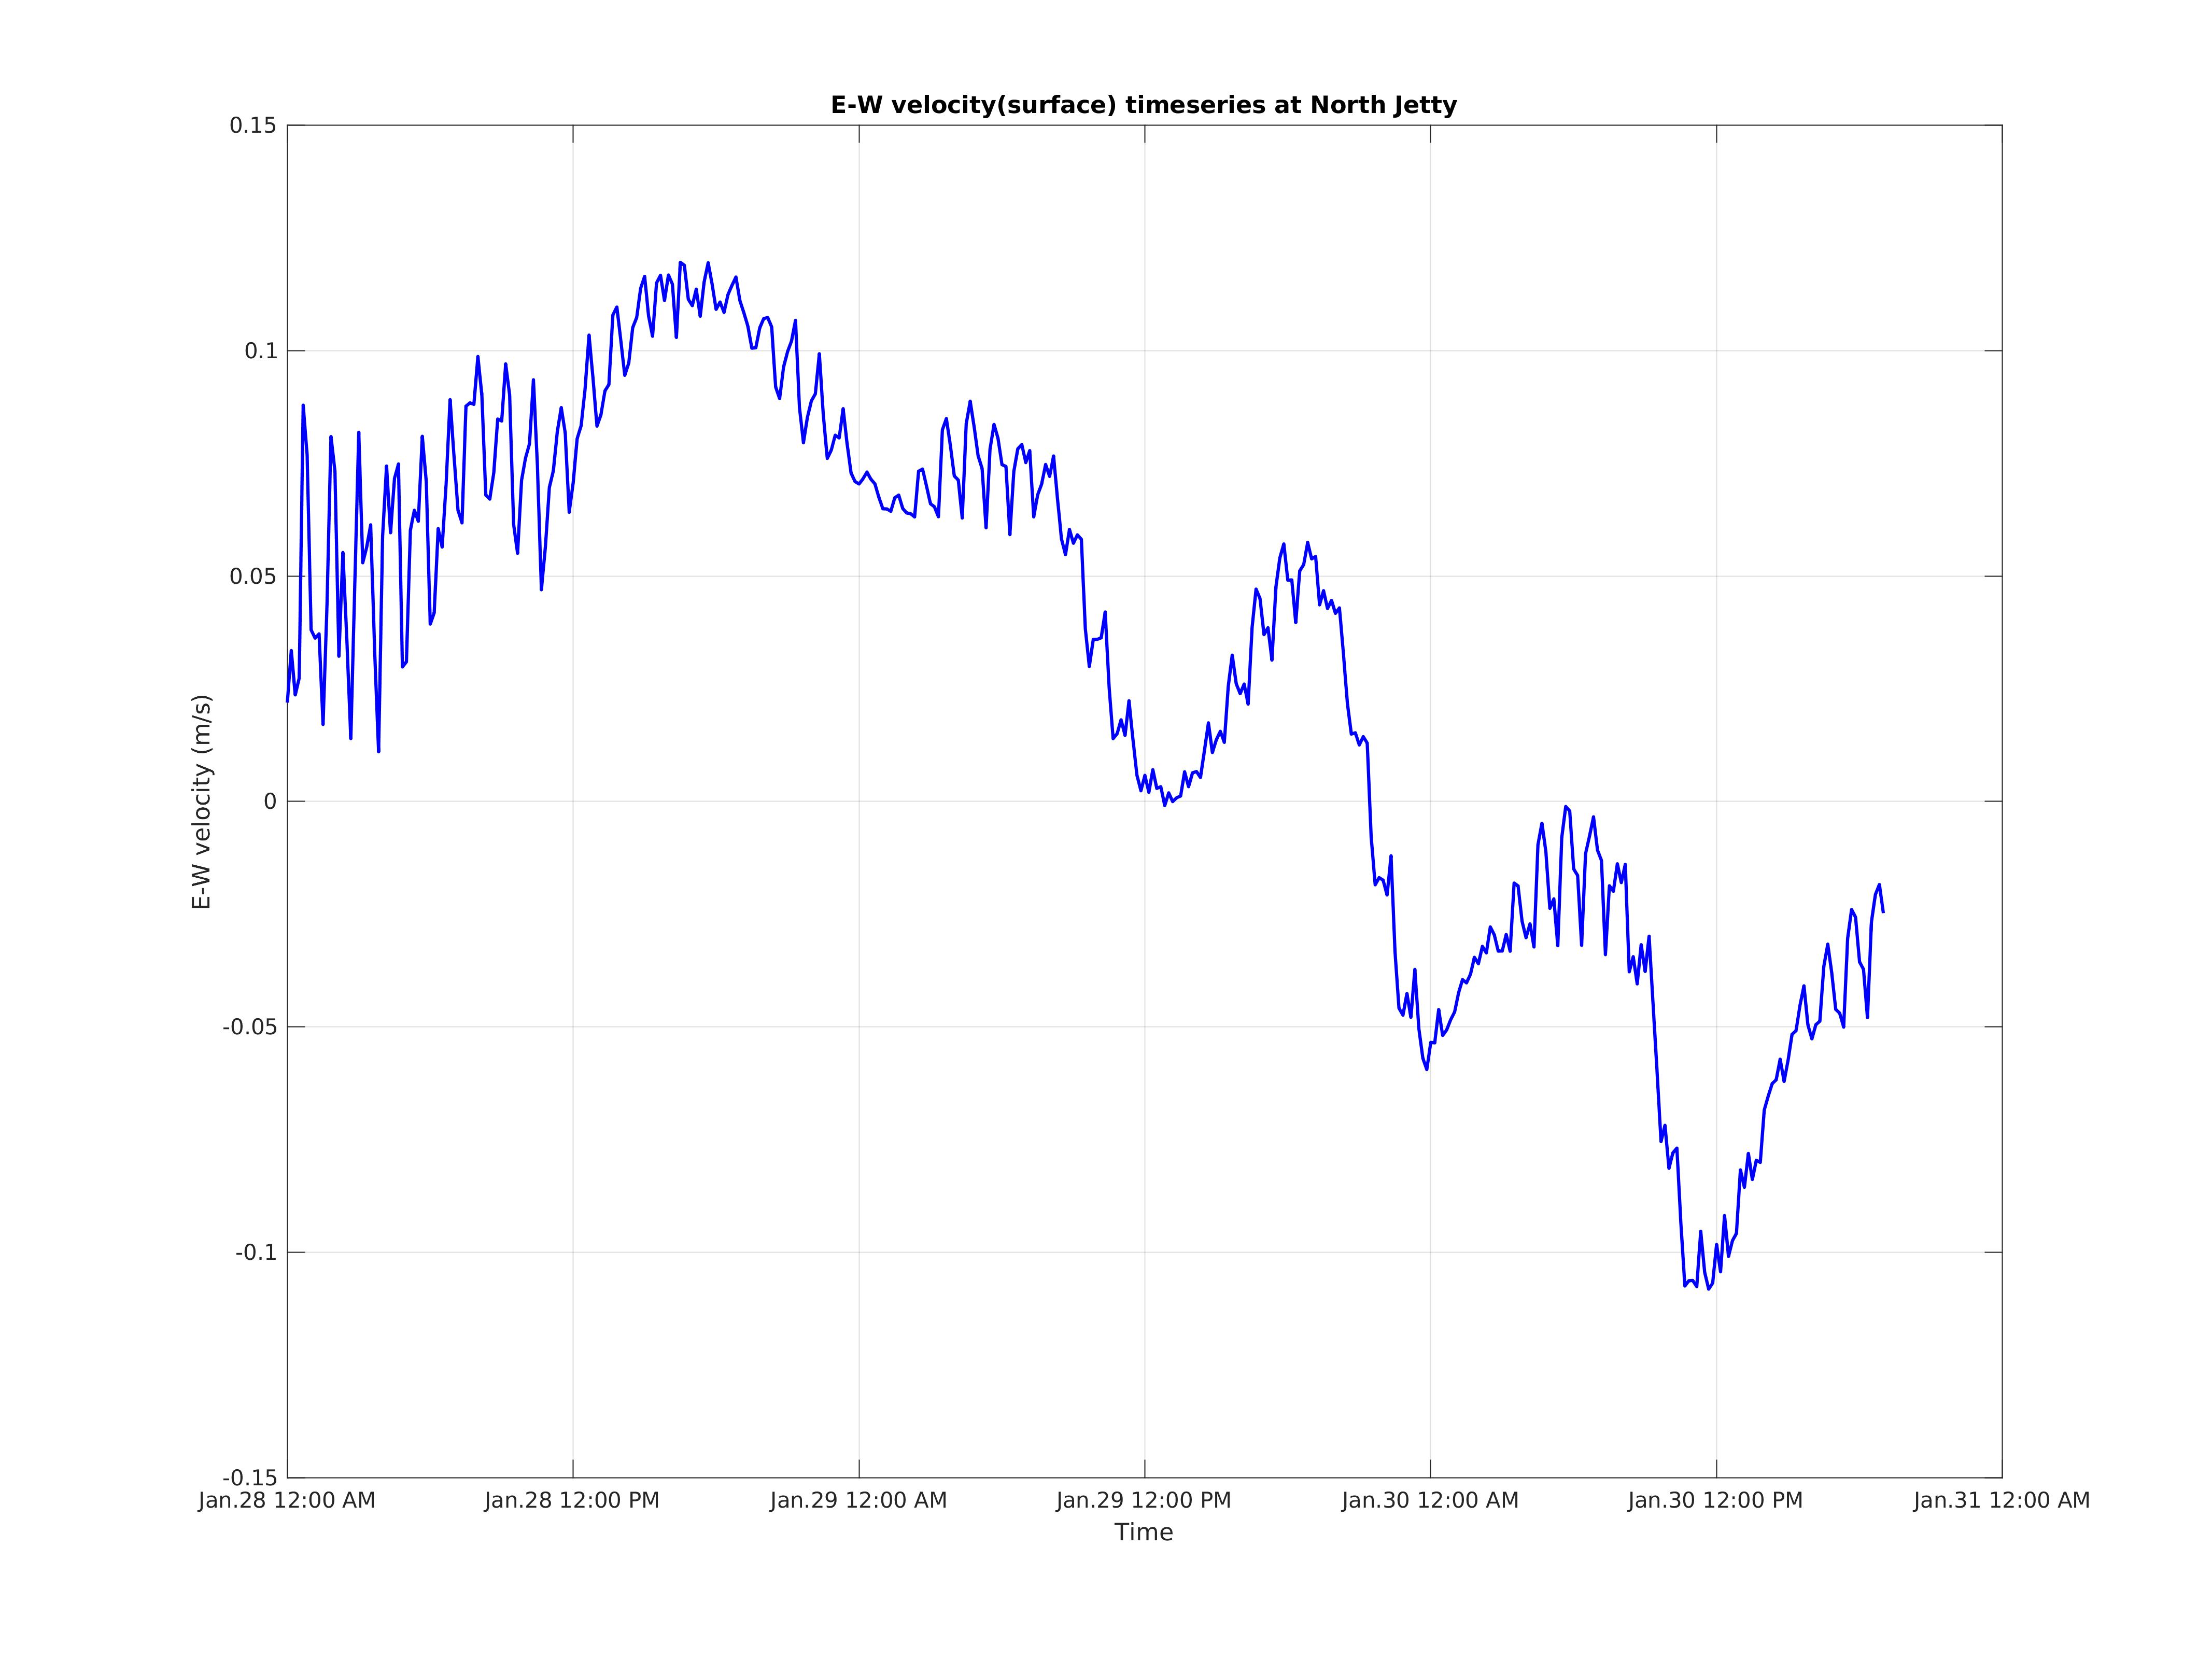 E-W velocity(surface) timeseries at North Jetty
0.15
0.1
0.05
0
-0.05
-0.1
-0.15
E-W velocity (m/s)
Jan.28 12:00 AM
Jan.28 12:00 PM
Jan.29 12:00 AM
Jan.29 12:00 PM
Jan.30 12:00 AM
Jan.30 12:00 PM
Jan.31 12:00 AM
Time